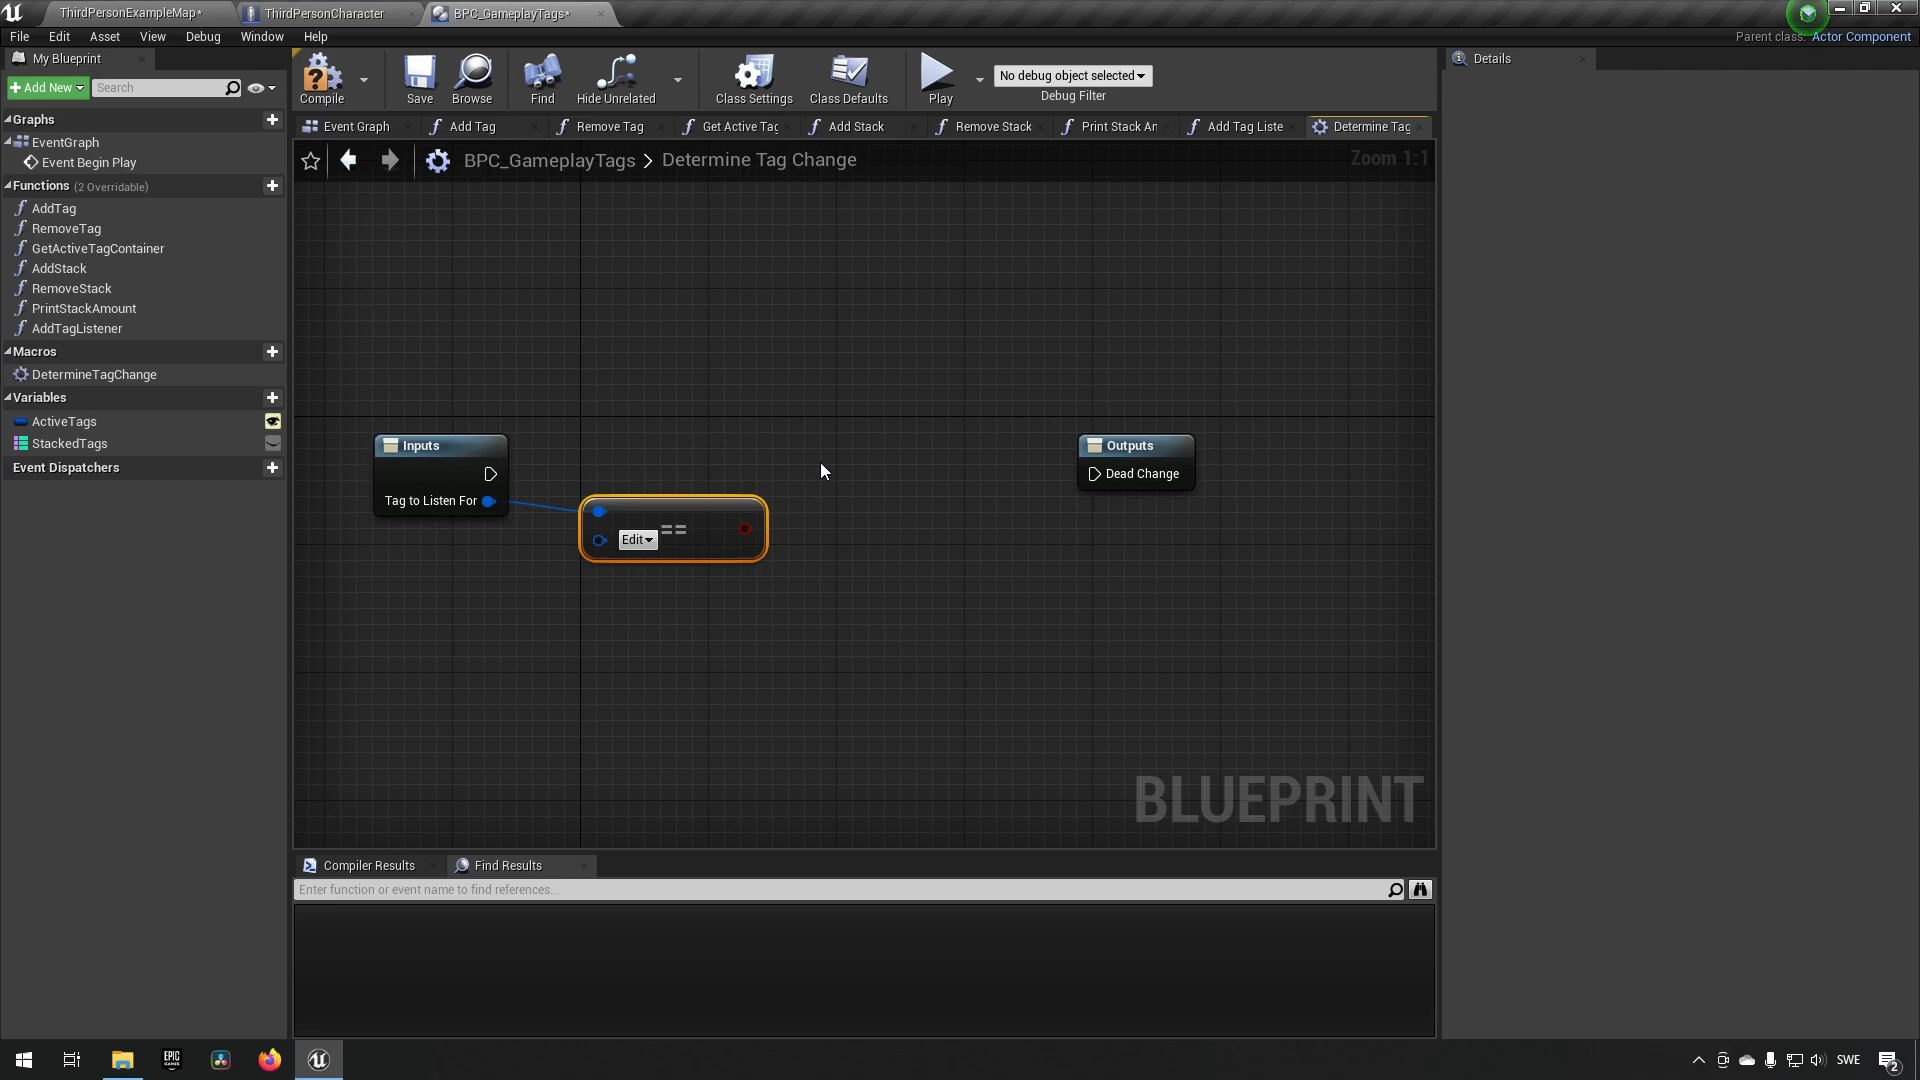 ThirdPersonExampleMap*
ThirdPersonCharacter
BPC_GameplayTags*
File Edit Asset View Debug Window Help
Parent class: Actor Component
My Blueprint
Add New
Search
Compile
Save
Browse
Find
Hide Unrelated
Class Settings
Class Defaults
Play
No debug object selected
Debug Filter
Details
Event Graph
Add Tag
Remove Tag
Get Active Tag
Add Stack
Remove Stack
Print Stack Am
Add Tag Liste
Determine Tag
BPC_GameplayTags > Determine Tag Change
Zoom 1:1
Graphs
EventGraph
Event Begin Play
Functions (2 Overridable)
AddTag
RemoveTag
GetActiveTagContainer
AddStack
RemoveStack
PrintStackAmount
AddTagListener
Macros
DetermineTagChange
Variables
ActiveTags
StackedTags
Event Dispatchers
Inputs
Tag to Listen For
Edit
==
Outputs
Dead Change
BLUEPRINT
Compiler Results
Find Results
Enter function or event name to find references...
EPIC GAMES
SWE
2